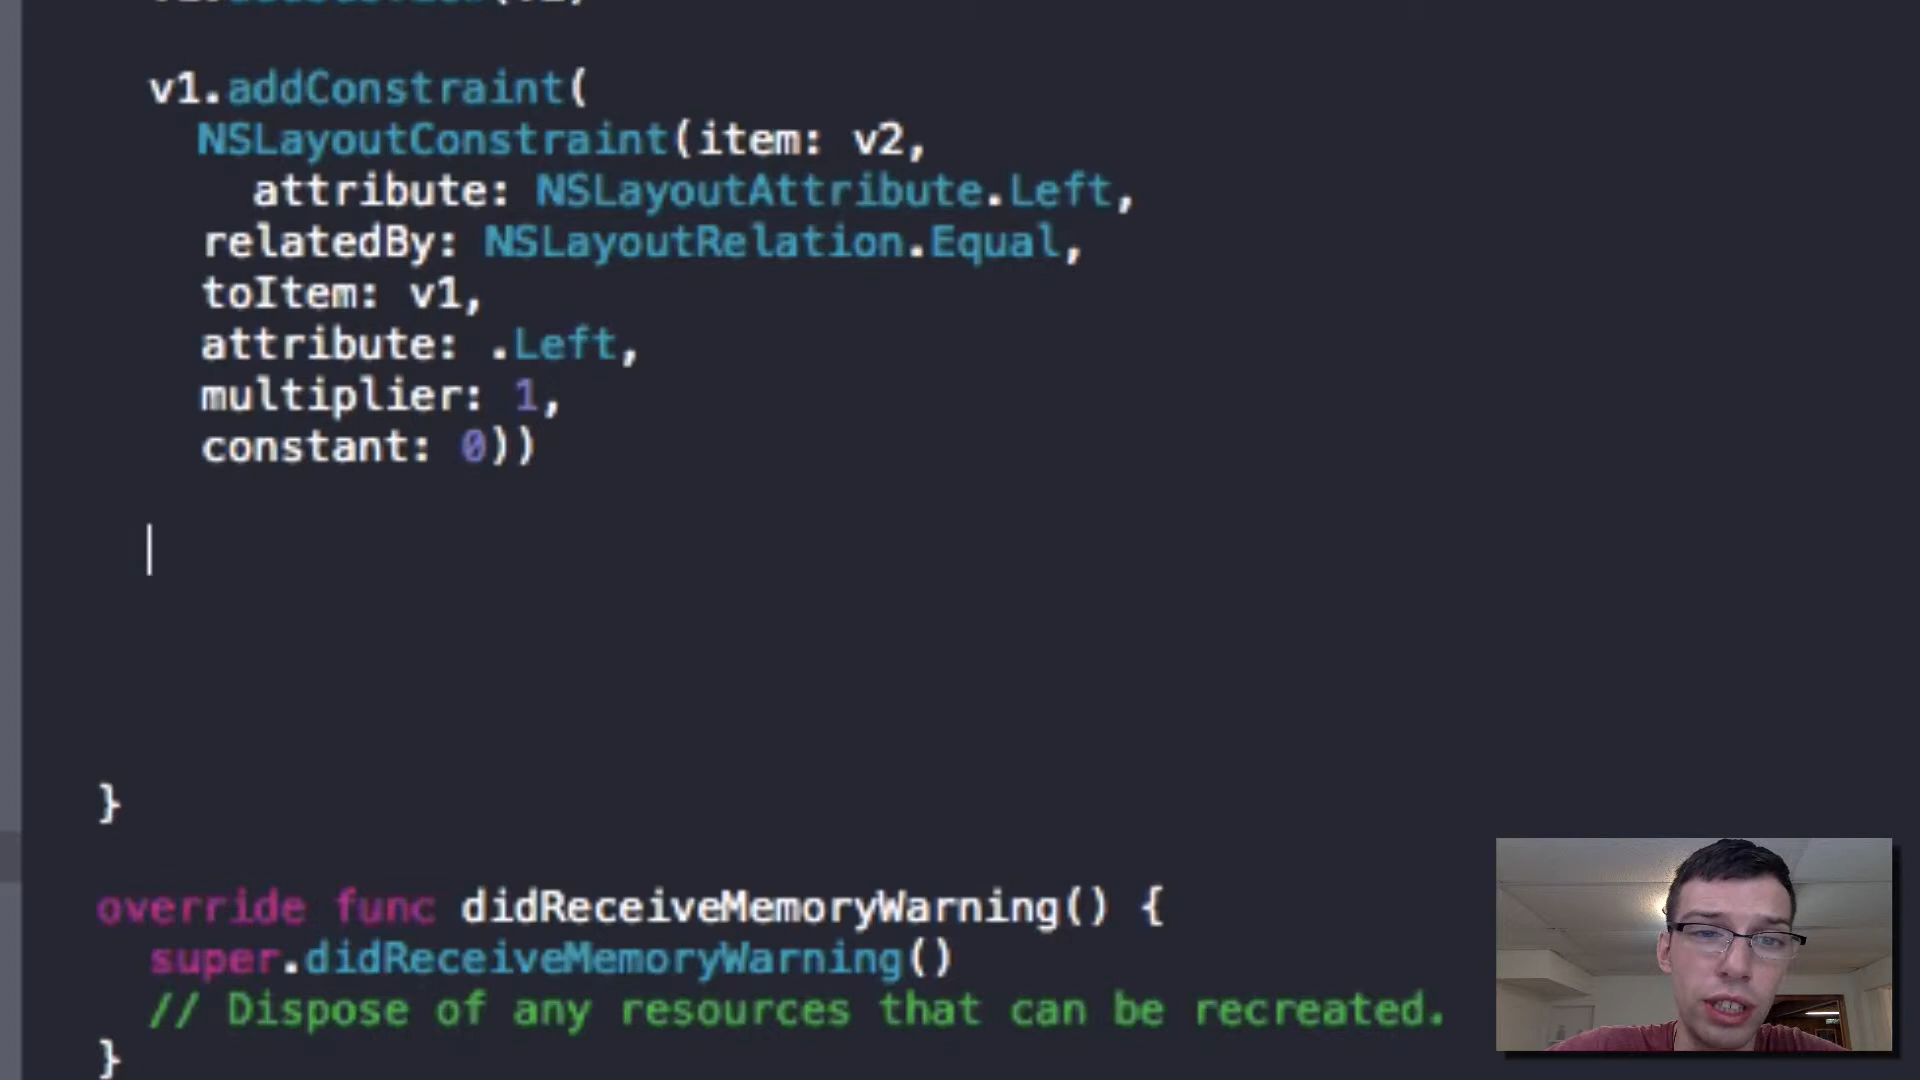 v1.addConstraint(
NSLayoutConstraint(item: v2,
attribute: NSLayoutAttribute.Left,
relatedBy: NSLayoutRelation.Equal,
toItem: v1,
attribute: .Left,
multiplier: 1,
constant: 0))
}
override func didReceiveMemoryWarning() {
super.didReceiveMemoryWarning()
// Dispose of any resources that can be recreated.
}